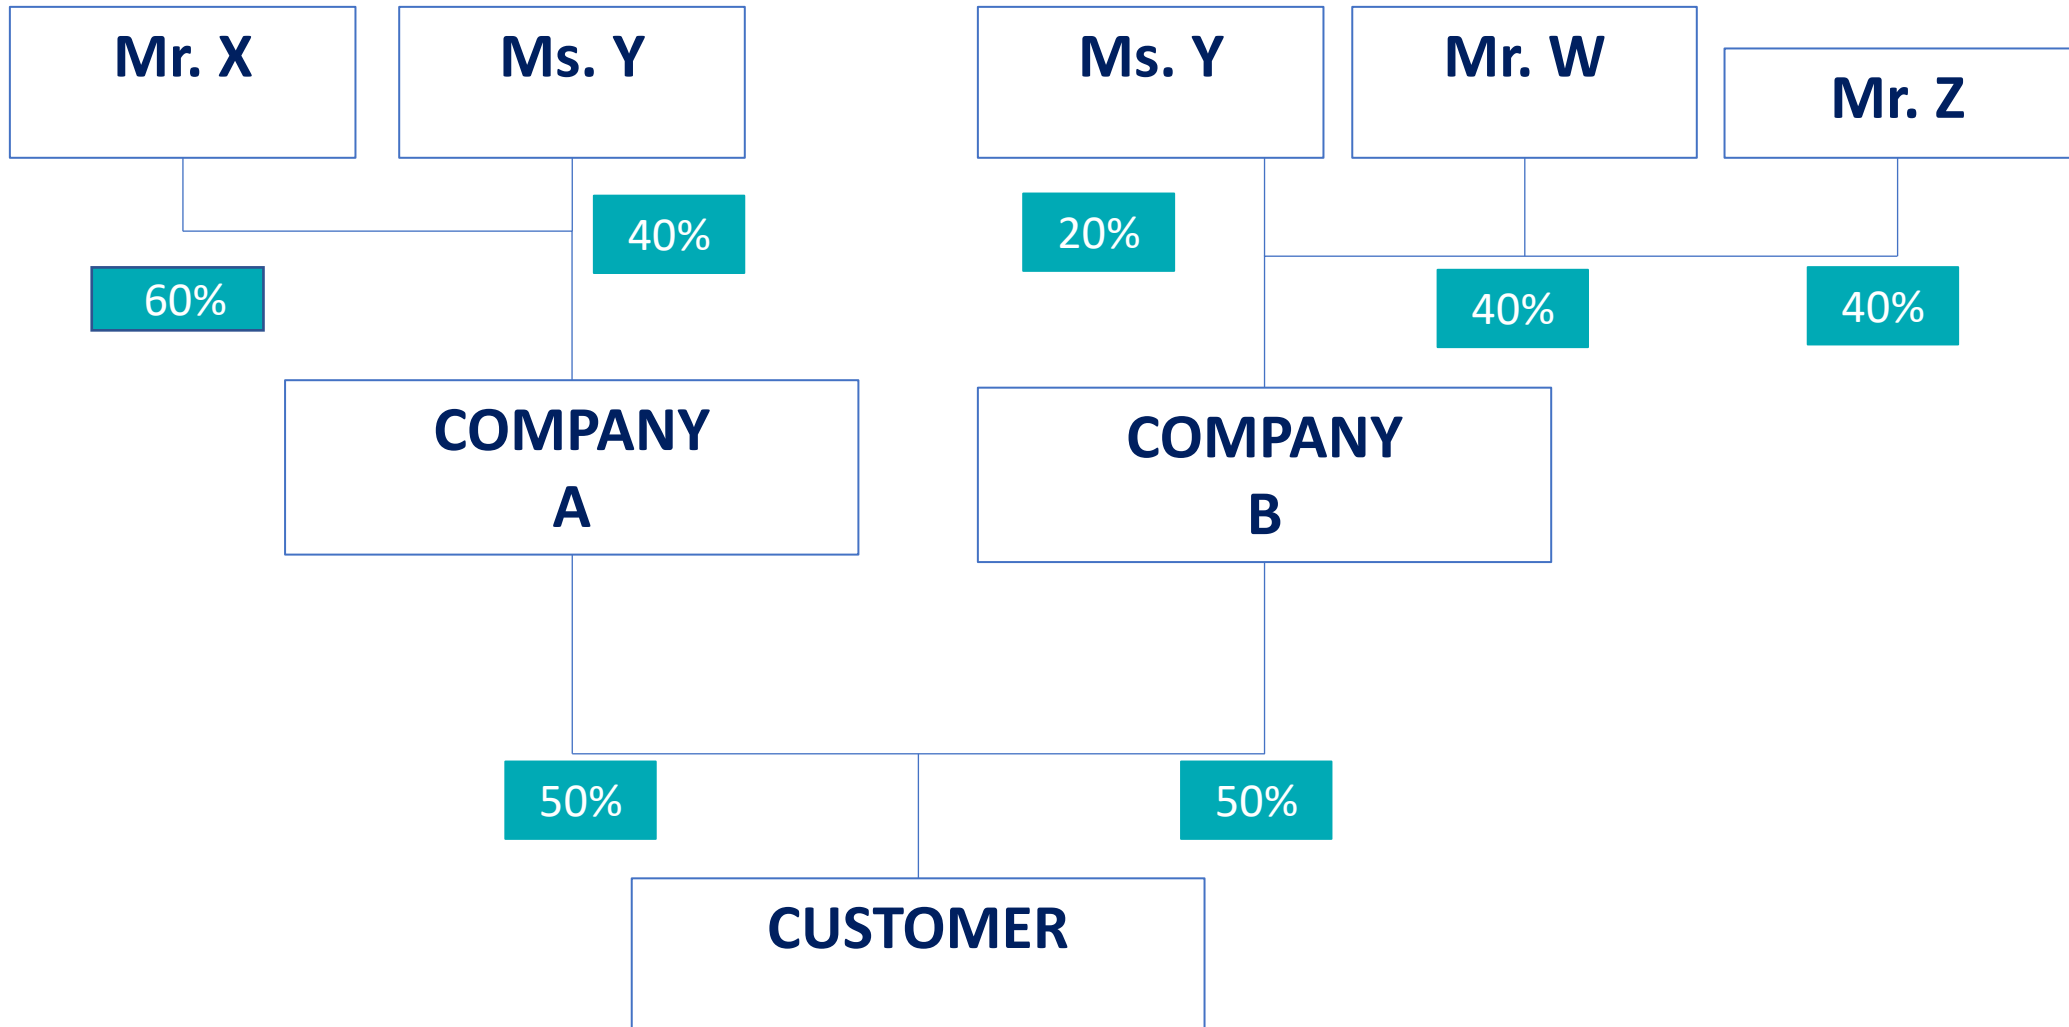 Mr. X
Ms. Y
Ms. Y
Mr. W
Mr. Z
40%
20%
60%
40%
40%
COMPANY
A
COMPANY
B
50%
50%
CUSTOMER